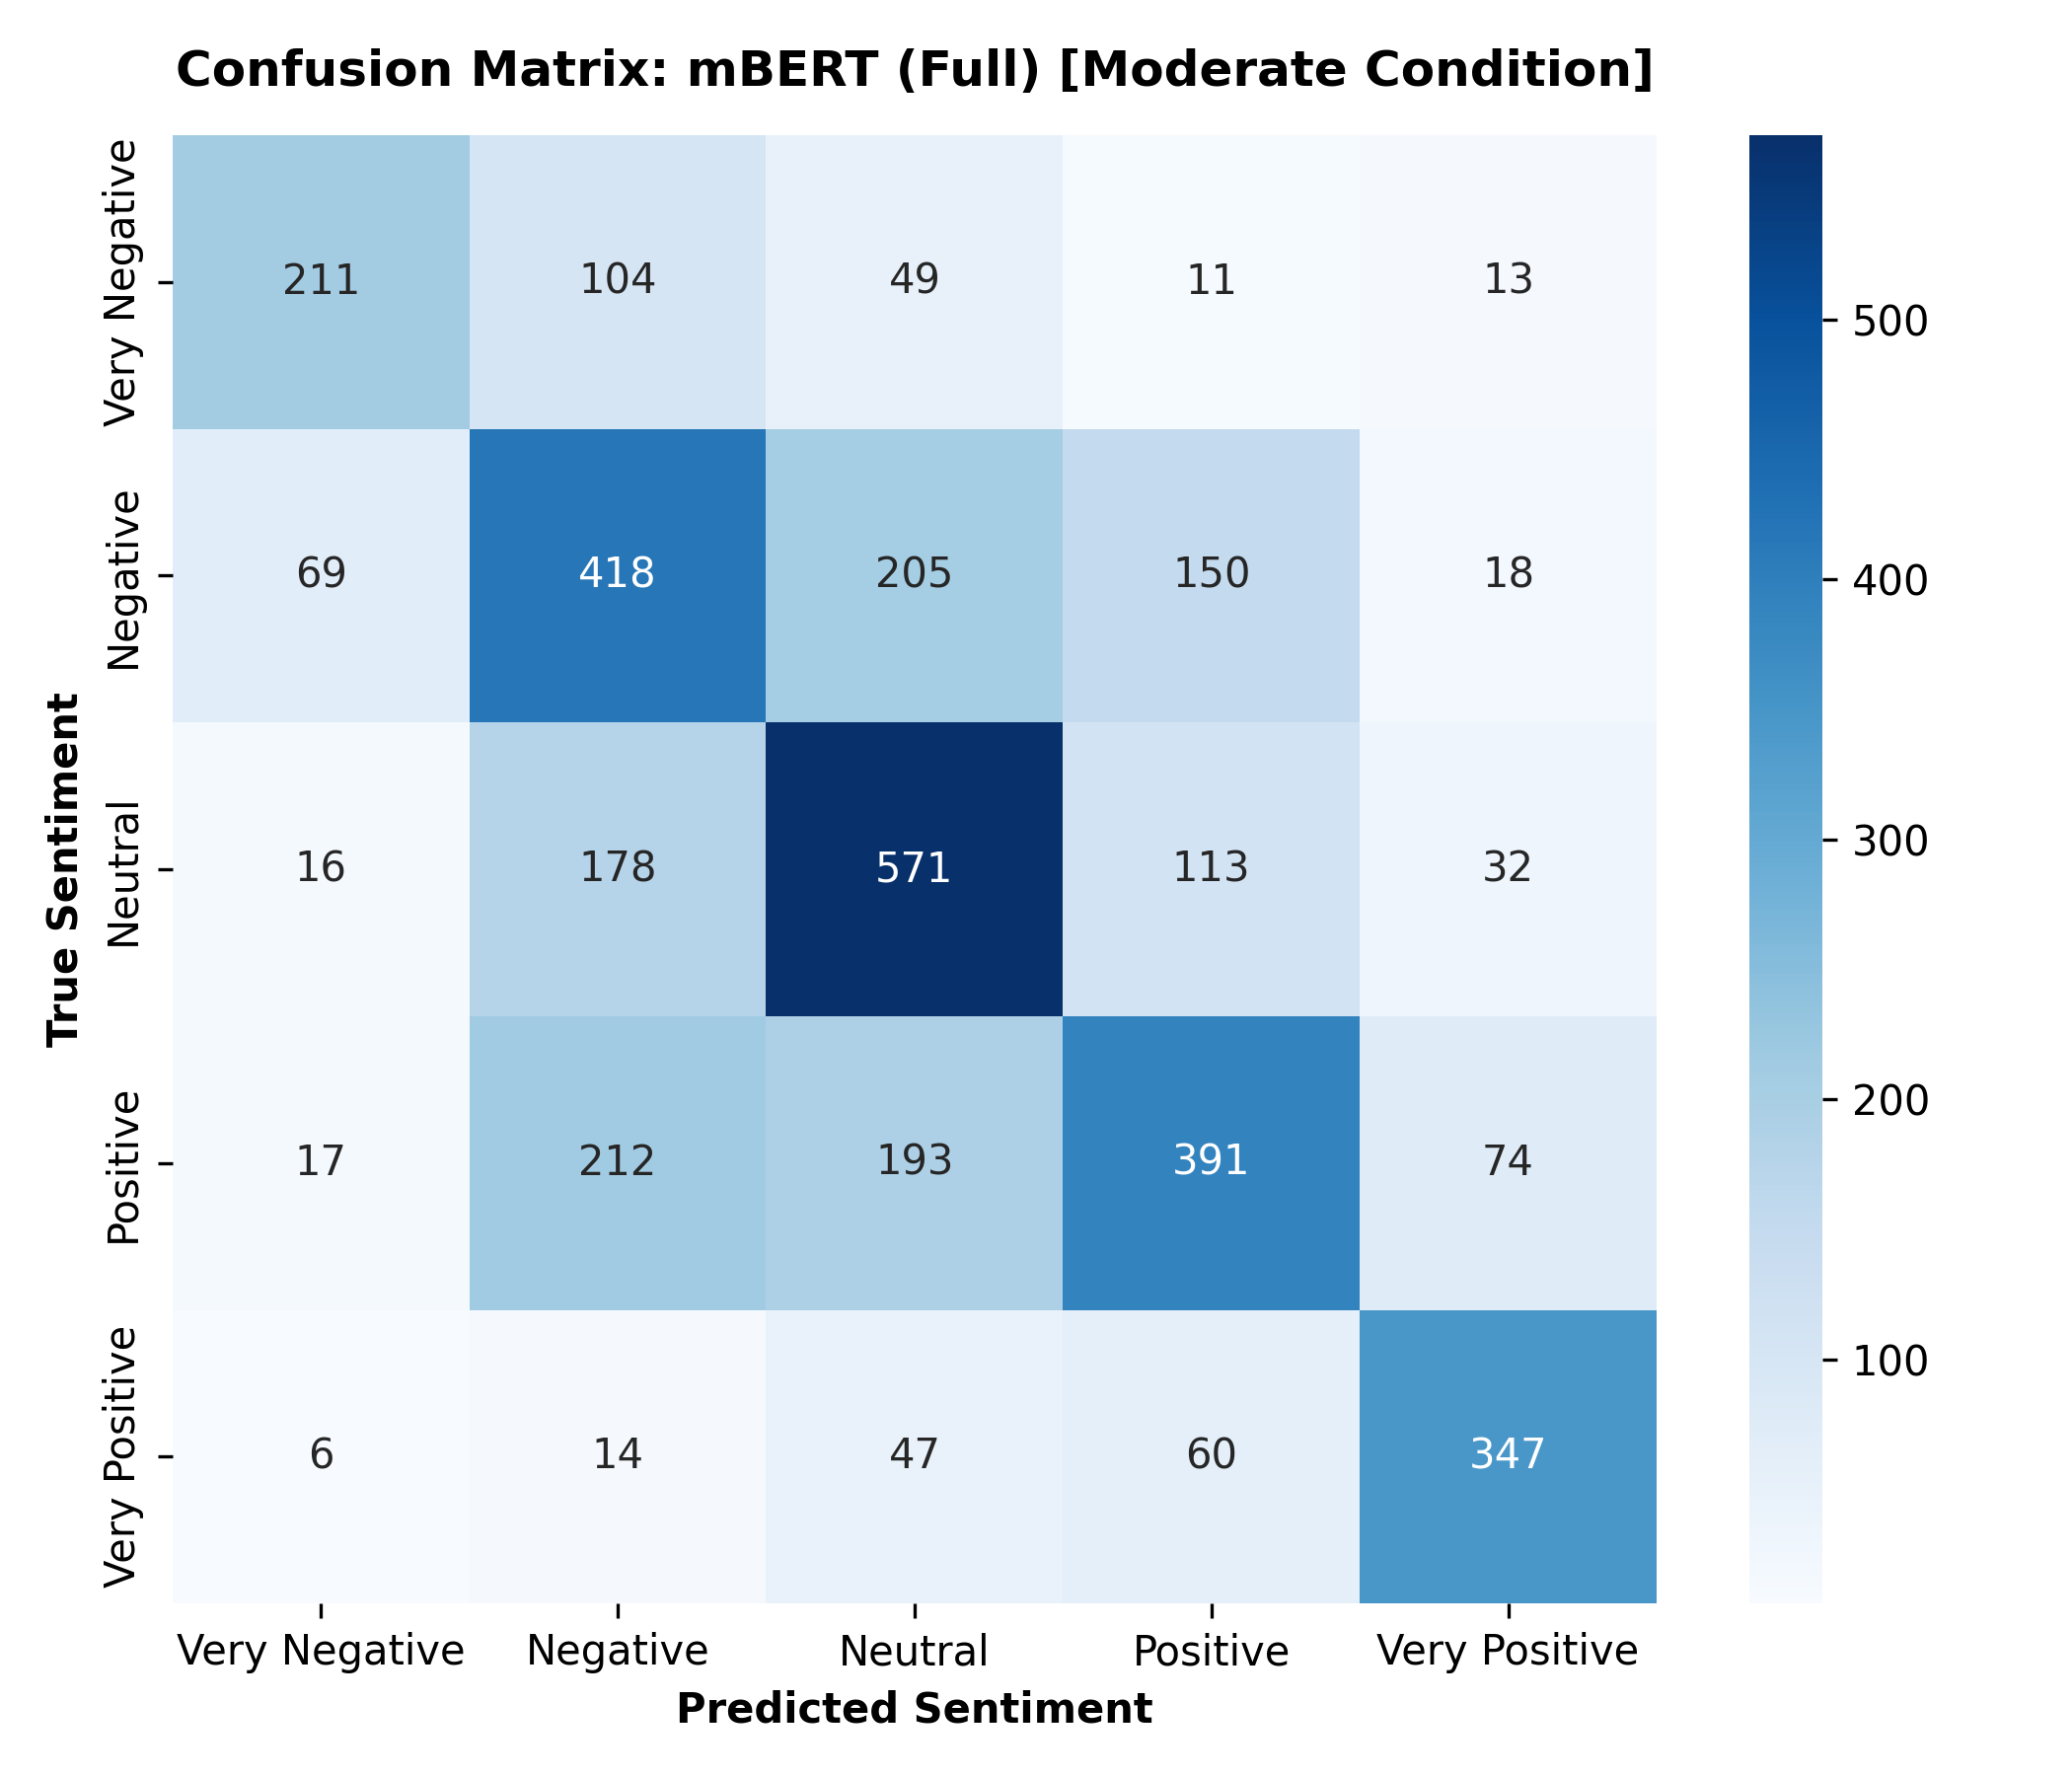 Confusion Matrix: mBERT (Full) [Moderate Condition]
True Sentiment
Very Negative
211 104 49 11 13
Negative
69 418 205 150 18
Neutral
16 178 571 113 32
Positive
17 212 193 391 74
Very Positive
6 14 47 60 347
Very Negative Negative Neutral Positive Very Positive
Predicted Sentiment
500
400
300
200
100